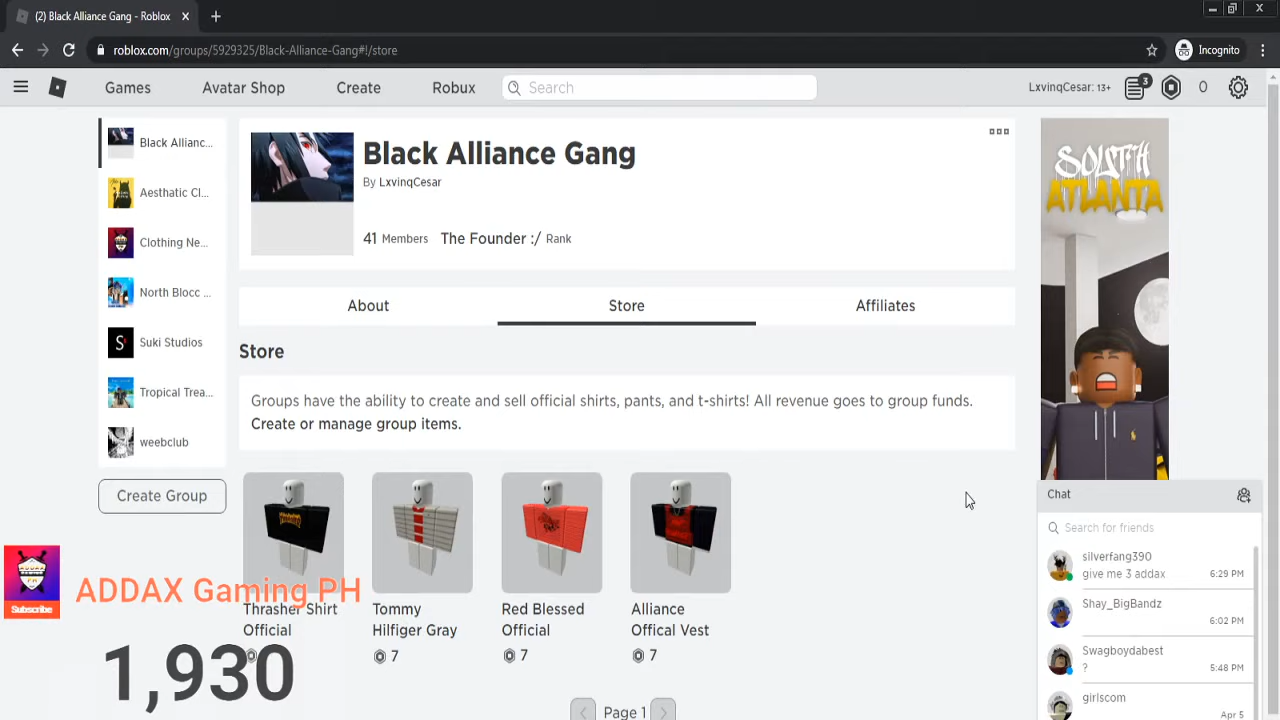 (2) Black Alliance Gang - Roblox
roblox.com/groups/5929325/Black-Alliance-Gang#!/store
Incognito
Games
Avatar Shop
Create
Robux
Search
LxvinqCesar: 13+
3
0
Black Allianc...
Aesthatic Cl...
Clothing Ne...
North Blocc ...
Suki Studios
Tropical Trea...
weebclub
Create Group
Black Alliance Gang
By LxvinqCesar
41 Members
The Founder :/ Rank
About
Store
Affiliates
Store
Groups have the ability to create and sell official shirts, pants, and t-shirts! All revenue goes to group funds.
Create or manage group items.
Thrasher Shirt
Official
Tommy
Hilfiger Gray
7
Red Blessed
Official
7
Alliance
Offical Vest
7
Page 1
SOUTH
ATLANTA
Chat
Search for friends
silverfang390
give me 3 addax
6:29 PM
Shay_BigBandz
6:02 PM
Swagboydabest
?
5:48 PM
girlscom
Apr 5
Subscribe
ADDAX Gaming PH
1,930